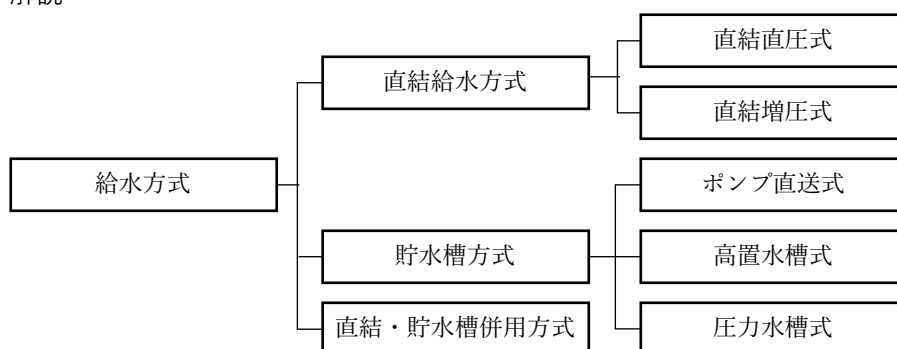 解説
給水方式
直結給水方式
直結直圧式
直結増圧式
貯水槽方式
ポンプ直送式
高置水槽式
圧力水槽式
直結・貯水槽併用方式